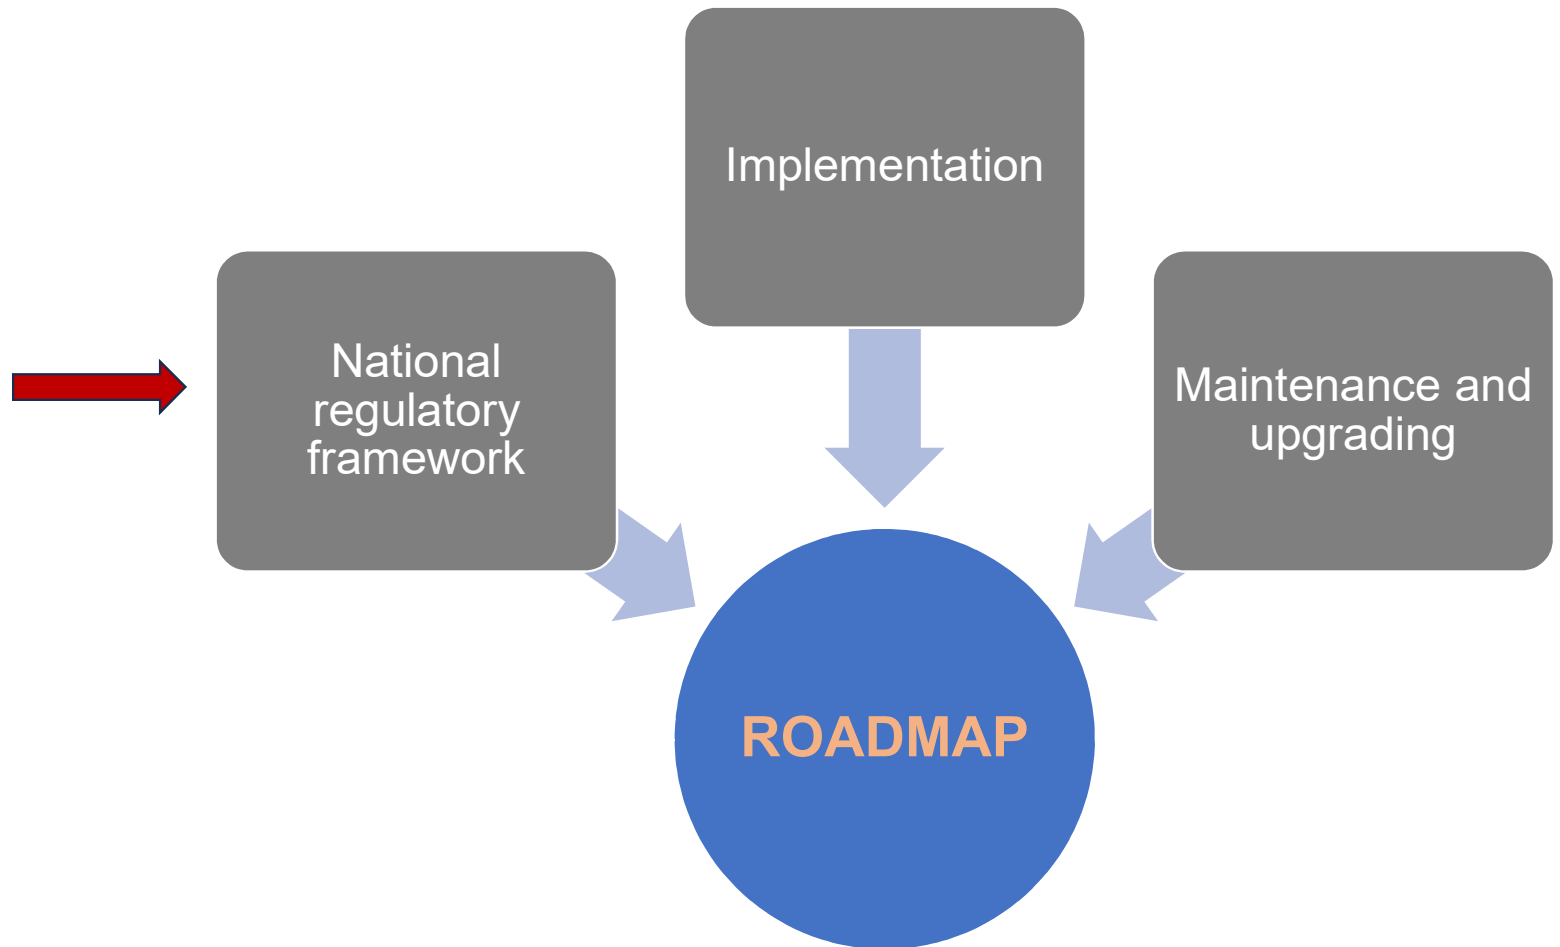 Implementation
National
regulatory
framework
Maintenance and
upgrading
ROADMAP